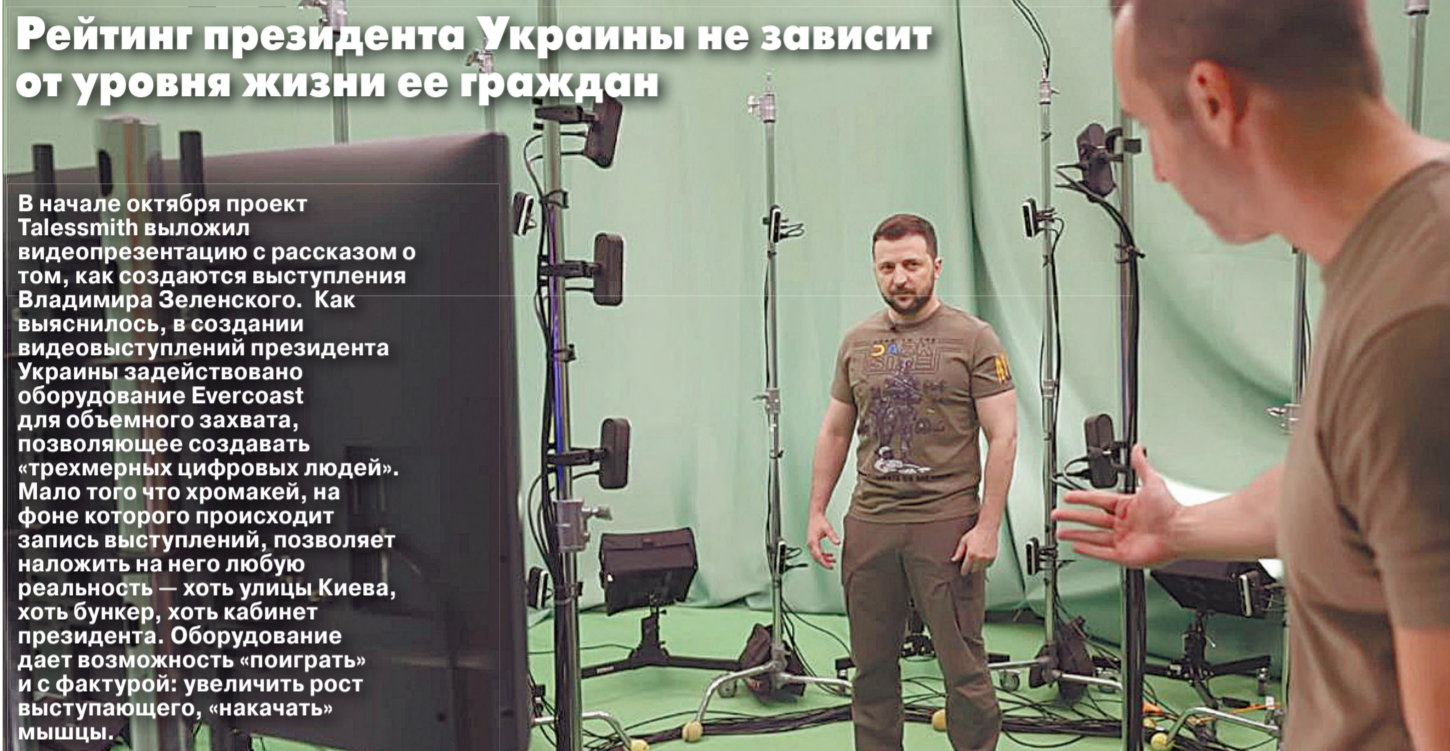 Рейтинг президента Украины не зависит
от уровня жизни ее граждан
В начале октября проект
Talessmith выложил
видеопрезентацию с рассказом о
том, как создаются выступления
Владимира Зеленского. Как
выяснилось, в создании
видеовыступлений президента
Украины задействовано
оборудование Evercoast
для объемного захвата,
позволяющее создавать
«трехмерных цифровых людей».
Мало того что хромакей, на
фоне которого происходит
запись выступлений, позволяет
наложить на него любую
реальность — хоть улицы Киева,
хоть бункер, хоть кабинет
президента. Оборудование
дает возможность «поиграть»
и с фактурой: увеличить рост
выступающего, «накачать»
мышцы.